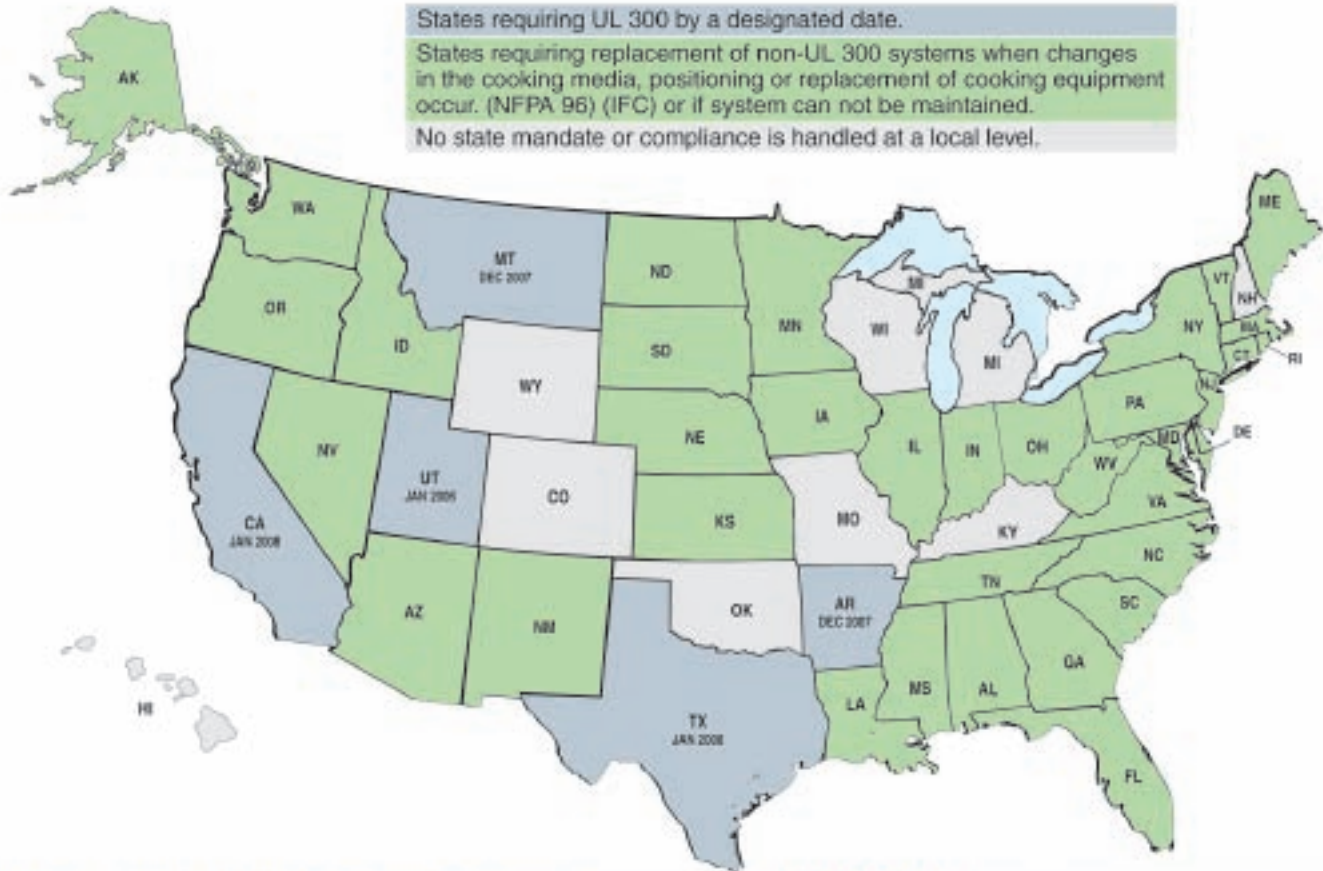 States requiring UL 300 by a designated date.
States requiring replacement of non-UL 300 systems when changes
in the cooking media, positioning or replacement of cooking equipment
occur. (NFPA 96) (IFC) or if system can not be maintained.
No state mandate or compliance is handled at a local level.
AK
WA
MT
DEC 2007
ND
MN
OR
ID
SD
WI
MI
MI
ME
VT
NH
NY
MA
CT
RI
WY
NE
IA
PA
NJ
NV
UT
CO
IL
IN
OH
MD
DE
WV
VA
CA
KS
MO
KY
NC
TN
AZ
NM
OK
AR
DEC 2007
SC
MS
AL
GA
LA
TX
HI
FL